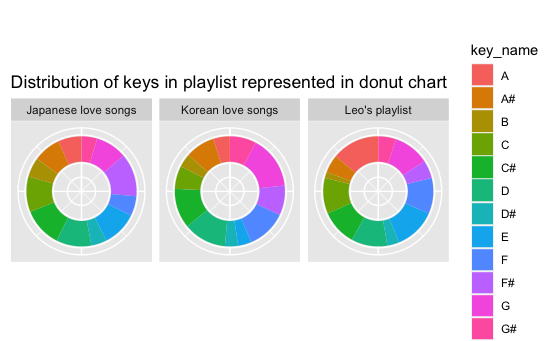 Distribution of keys in playlist represented in donut chart
Japanese love songs
Korean love songs
Leo's playlist
key_name
A
A#
B
C
C#
D
D#
E
F
F#
G
G#